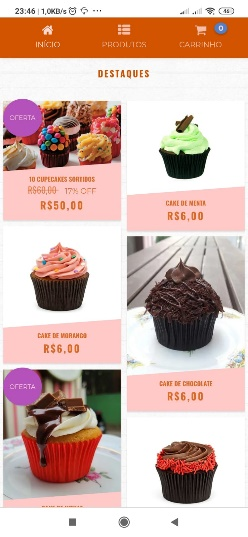 23:46 | 1,0KB/s
46
0
INÍCIO
PRODUTOS
CARRINHO
DESTAQUES
OFERTA
10 CUPCAKES SORTIDOS
R$60,00 17% OFF
R$50,00
CAKE DE MENTA
R$6,00
CAKE DE MORANGO
R$6,00
CAKE DE CHOCOLATE
R$6,00
OFERTA